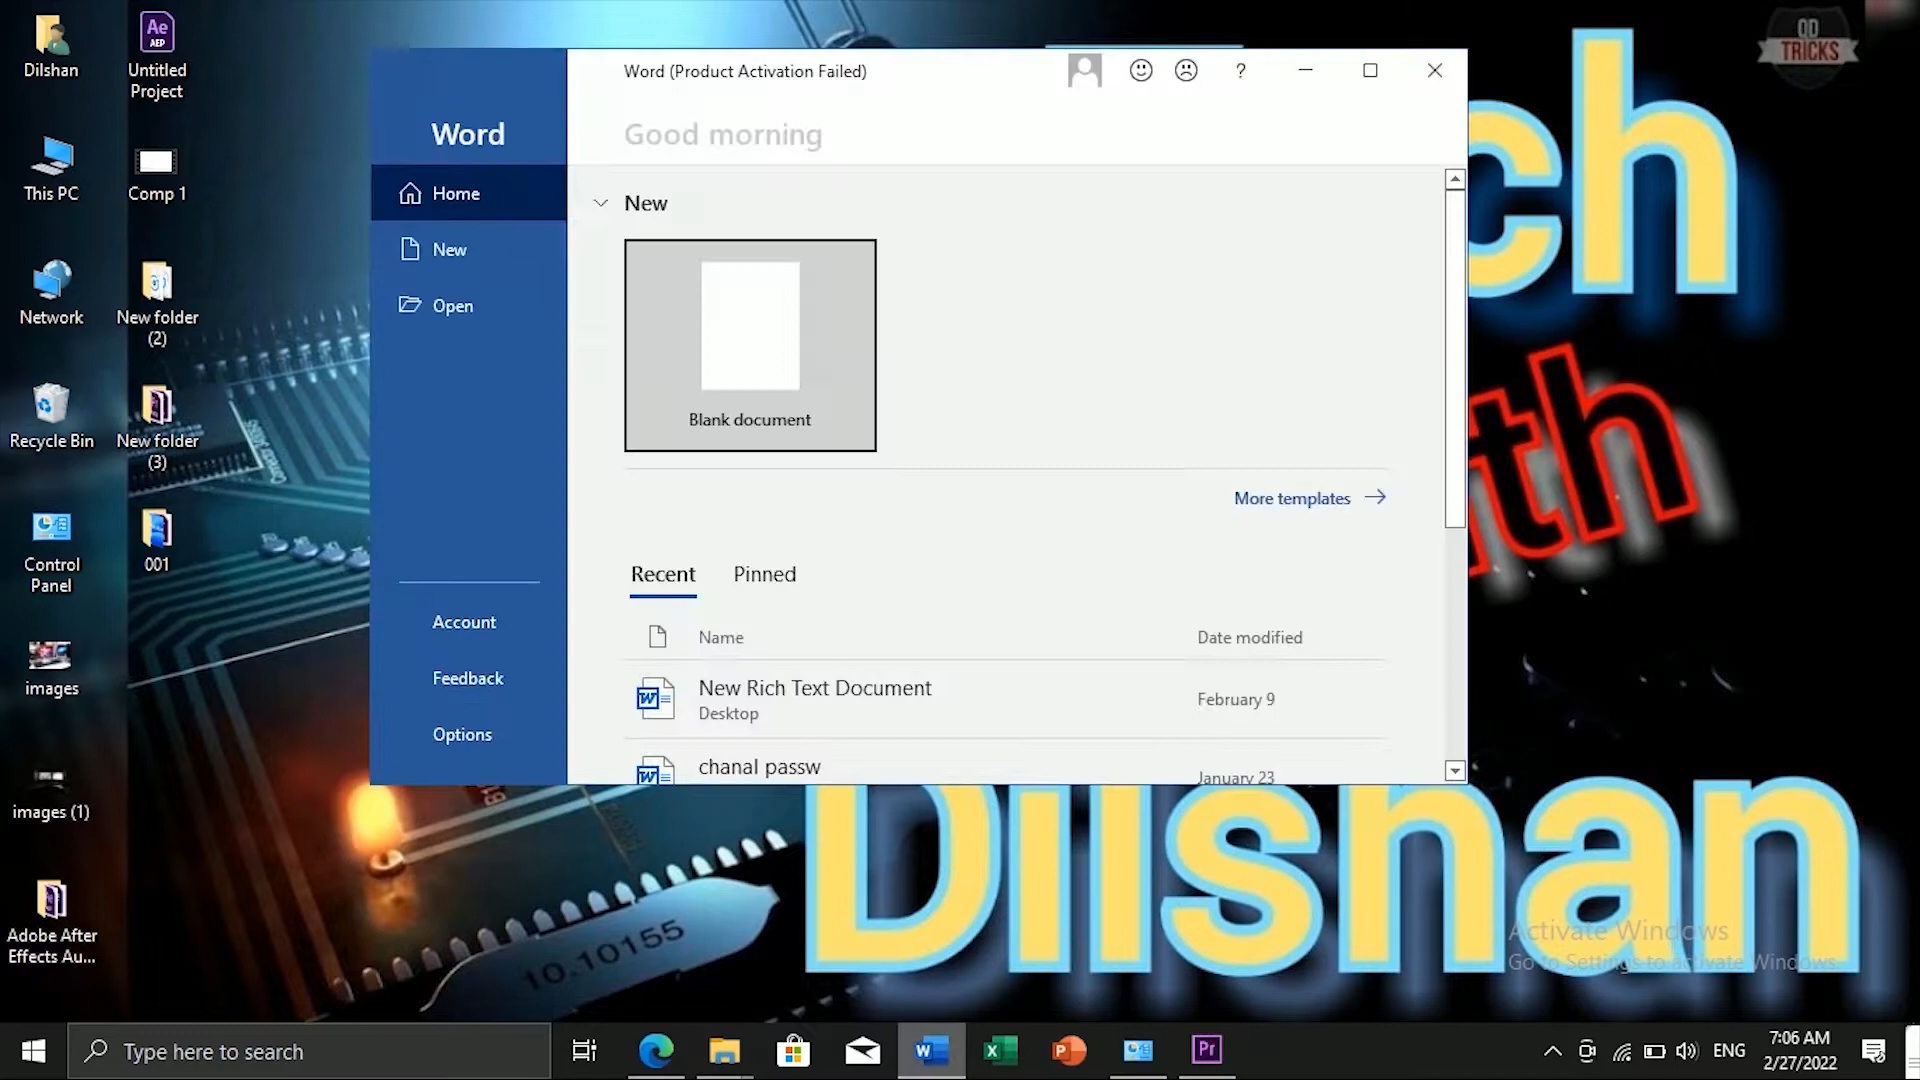 Dilshan
Untitled
Project
This PC
Comp 1
Network
New folder
(2)
Recycle Bin
New folder
(3)
Control
Panel
001
images
images (1)
Adobe After
Effects Au...
Ae
AEP
Word (Product Activation Failed)
?
Word
Good morning
Home
New
Open
Account
Feedback
Options
New
Blank document
More templates
Recent
Pinned
Name
Date modified
New Rich Text Document
Desktop
February 9
chanal passw
January 23
QD
TRICKS
ch
th
Dilshan
10.10155
Activate Windows
Go to Settings to activate Windows.
Type here to search
Pr
ENG
7:06 AM
2/27/2022